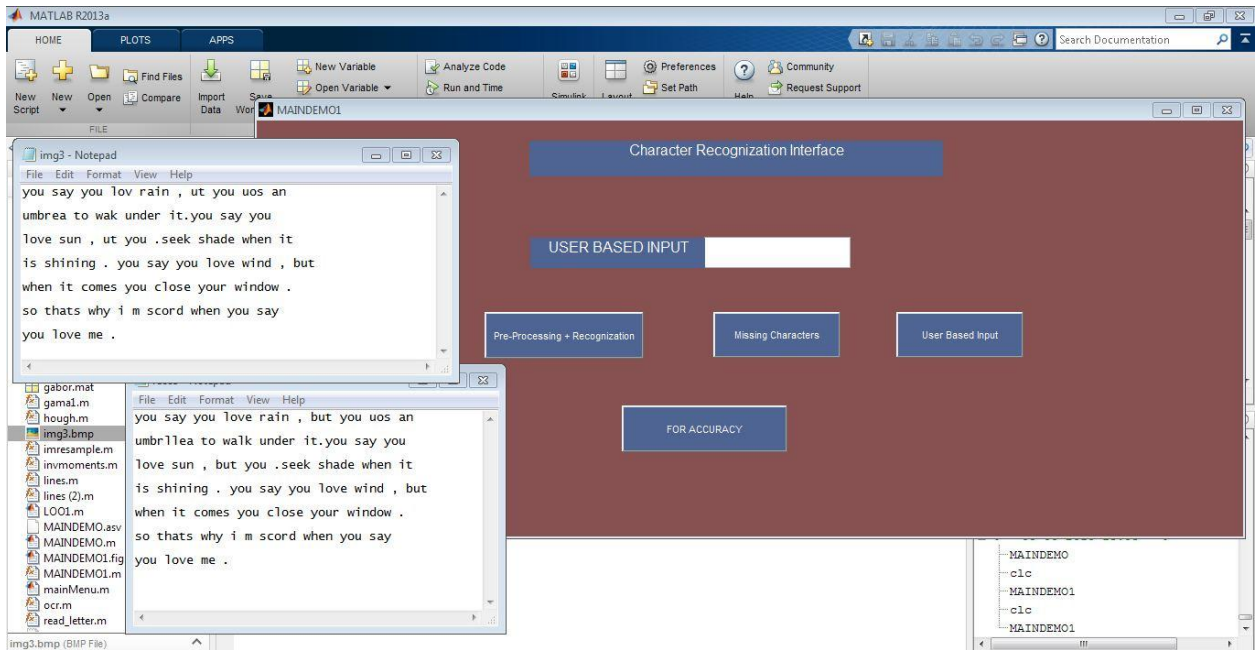 MATLAB R2013a
HOME PLOTS APPS
Search Documentation
New Script
New
Open
Find Files
Compare
Import Data
New Variable
Open Variable
Analyze Code
Run and Time
Preferences
Set Path
Community
Request Support
FILE
MAINDEMO1
Character Recognization Interface
USER BASED INPUT
Pre-Processing + Recognization
Missing Characters
User Based Input
FOR ACCURACY
img3 - Notepad
File Edit Format View Help
you say you lov rain , ut you uos an
umbrea to wak under it.you say you
love sun , ut you .seek shade when it
is shining . you say you love wind , but
when it comes you close your window .
so thats why i m scord when you say
you love me .
File Edit Format View Help
you say you love rain , but you uos an
umbrllea to walk under it.you say you
love sun , but you .seek shade when it
is shining . you say you love wind , but
when it comes you close your window .
so thats why i m scord when you say
you love me .
gabor.mat
gama1.m
hough.m
img3.bmp
imresample.m
invmoments.m
lines.m
lines (2).m
LOO1.m
MAINDEMO.asv
MAINDEMO.m
MAINDEMO1.fig
MAINDEMO1.m
mainMenu.m
ocr.m
read_letter.m
img3.bmp (BMP File)
MAINDEMO
clc
MAINDEMO1
clc
MAINDEMO1